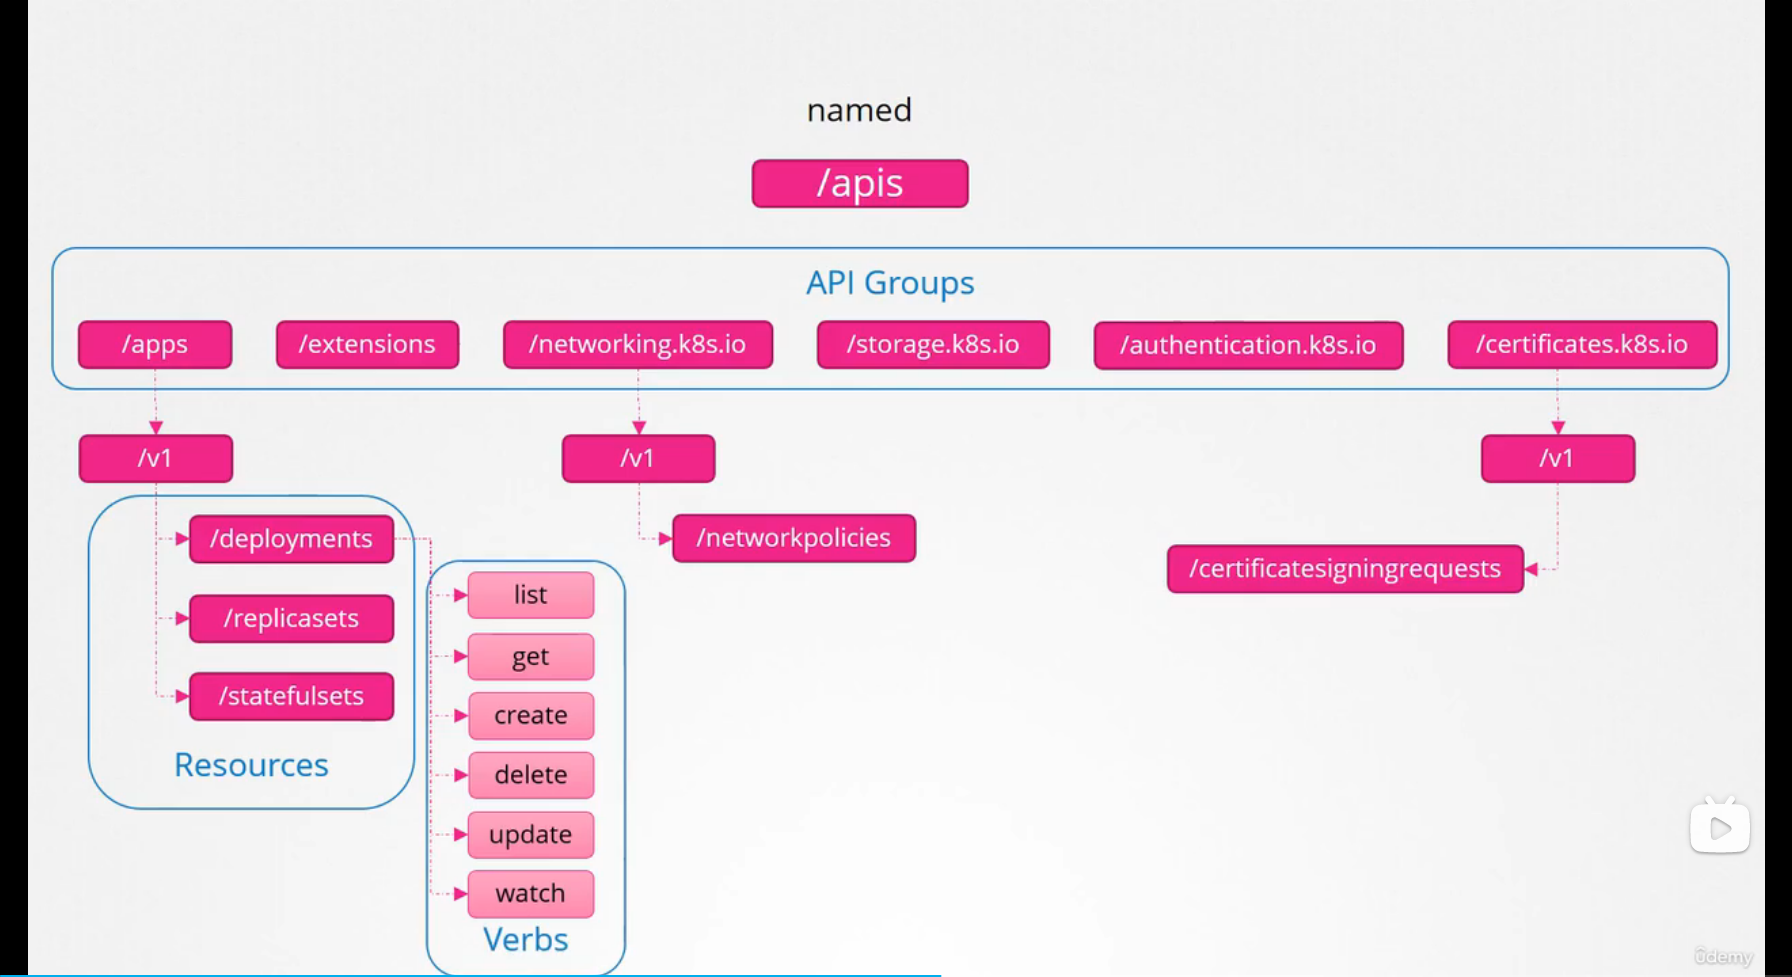 named
/apis
API Groups
/apps
/extensions
/networking.k8s.io
/storage.k8s.io
/authentication.k8s.io
/certificates.k8s.io
/v1
/v1
/v1
/deployments
/replicasets
/statefulsets
Resources
list
get
create
delete
update
watch
Verbs
/networkpolicies
/certificatesigningrequests
ûdemy